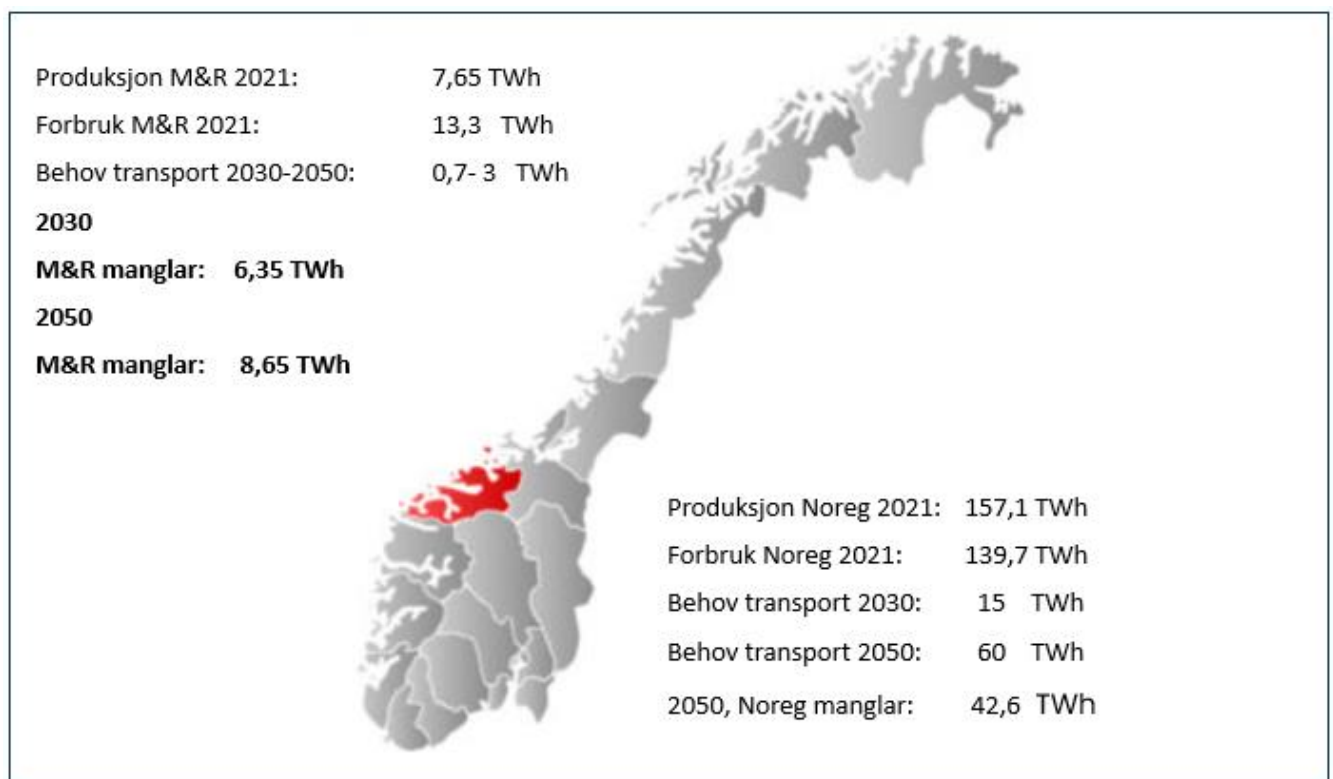 Produksjon M&R 2021: 7,65 TWh
Forbruk M&R 2021: 13,3 TWh
Behov transport 2030-2050: 0,7- 3 TWh
2030
M&R manglar: 6,35 TWh
2050
M&R manglar: 8,65 TWh
Produksjon Noreg 2021: 157,1 TWh
Forbruk Noreg 2021: 139,7 TWh
Behov transport 2030: 15 TWh
Behov transport 2050: 60 TWh
2050, Noreg manglar: 42,6 TWh